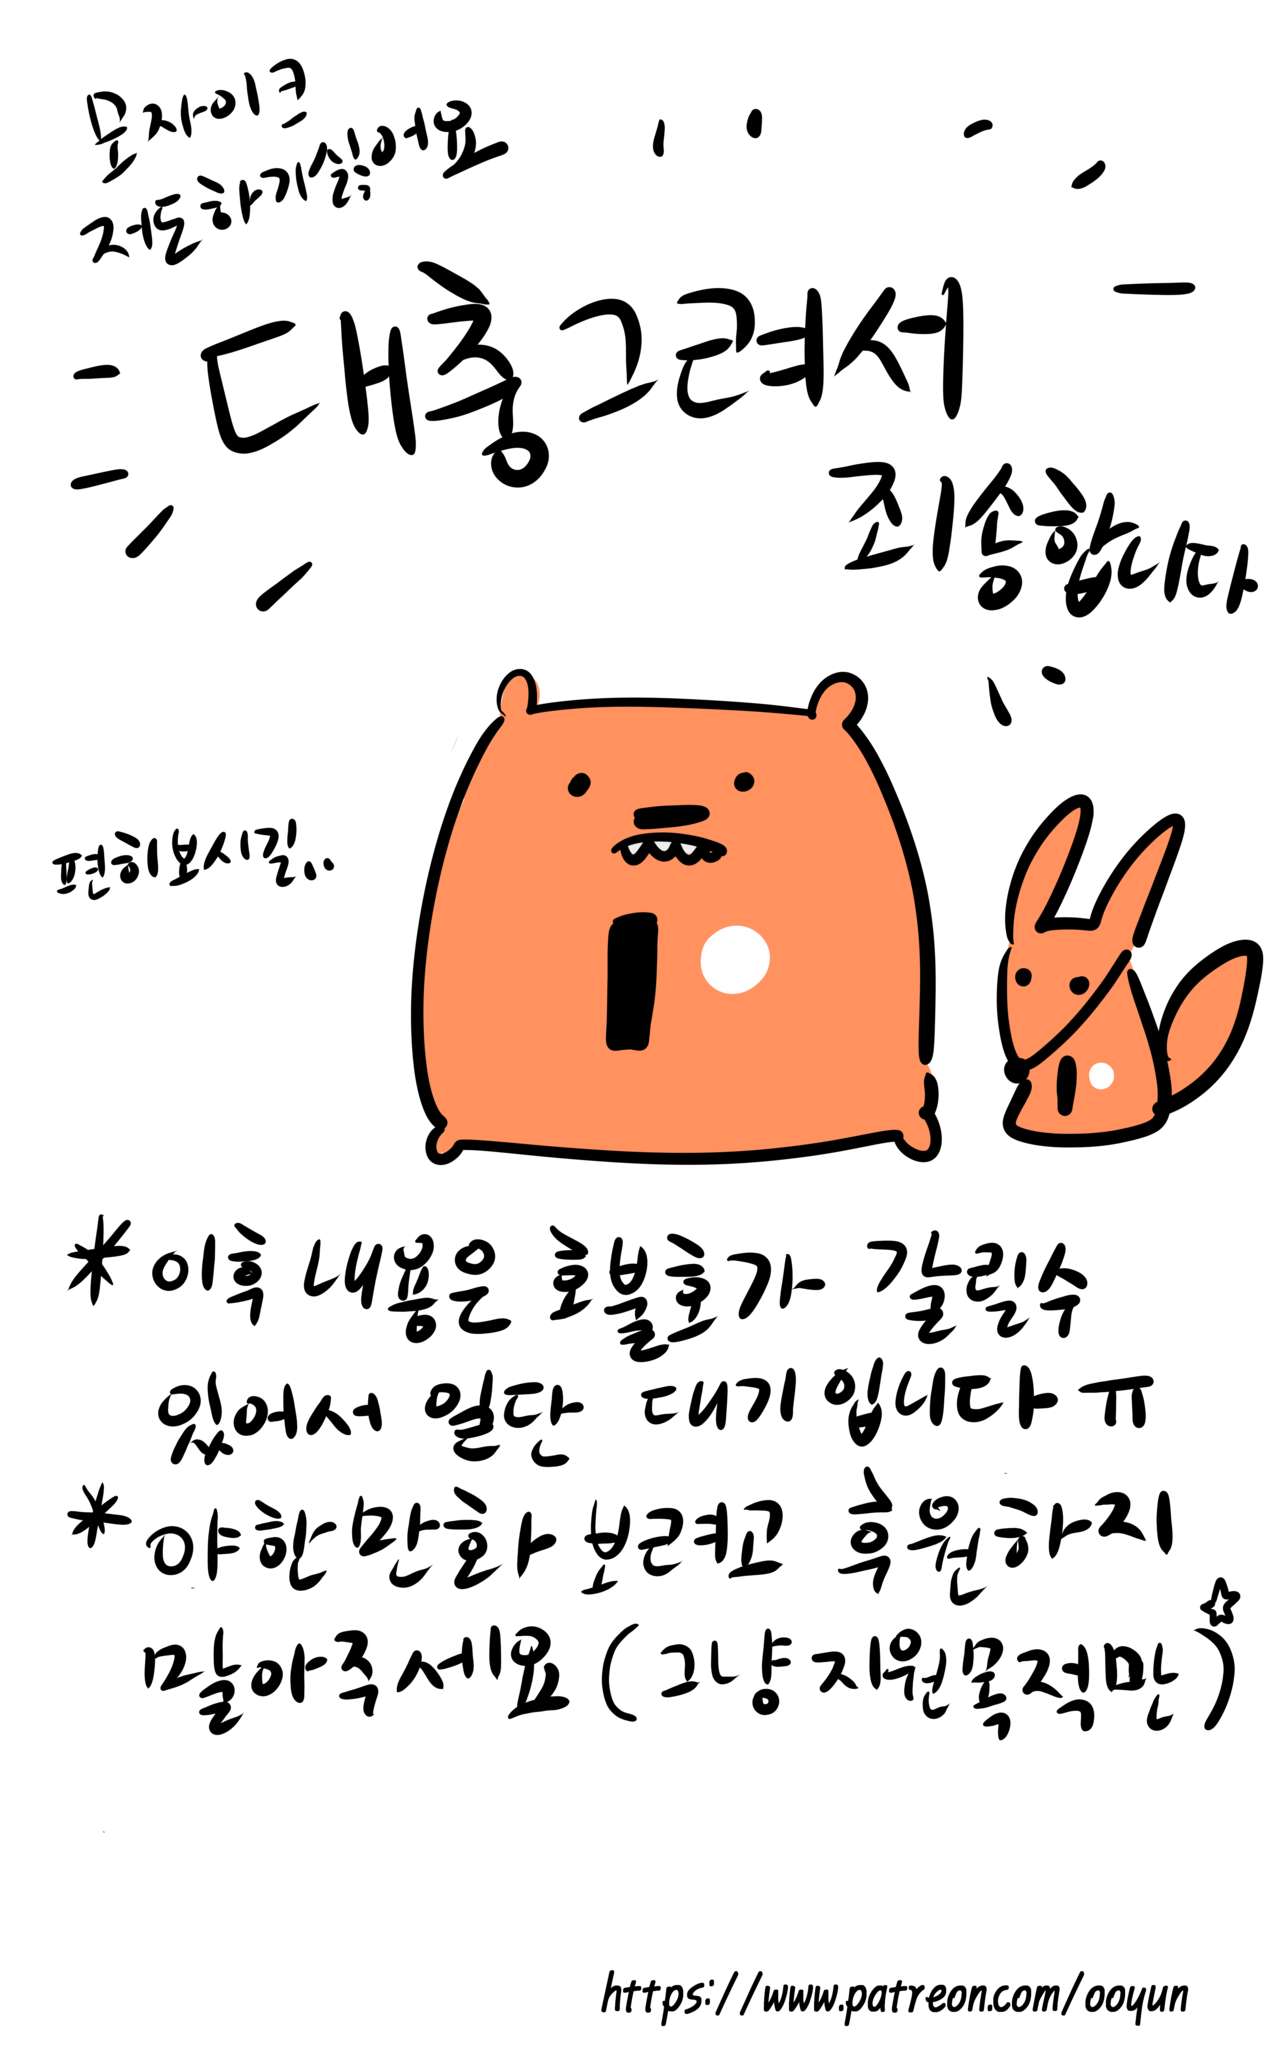 모자이크
저도하기싫어요
대충그려서
죄송합니다
편히보시길..
*이후 내용은 호불호가 갈릴수
있어서 일단 대기입니다 ㅠ
*야한만화 보려고 후원하지
말아주세요 (그냥지원목적만)☆
https://www.patreon.com/ooyun